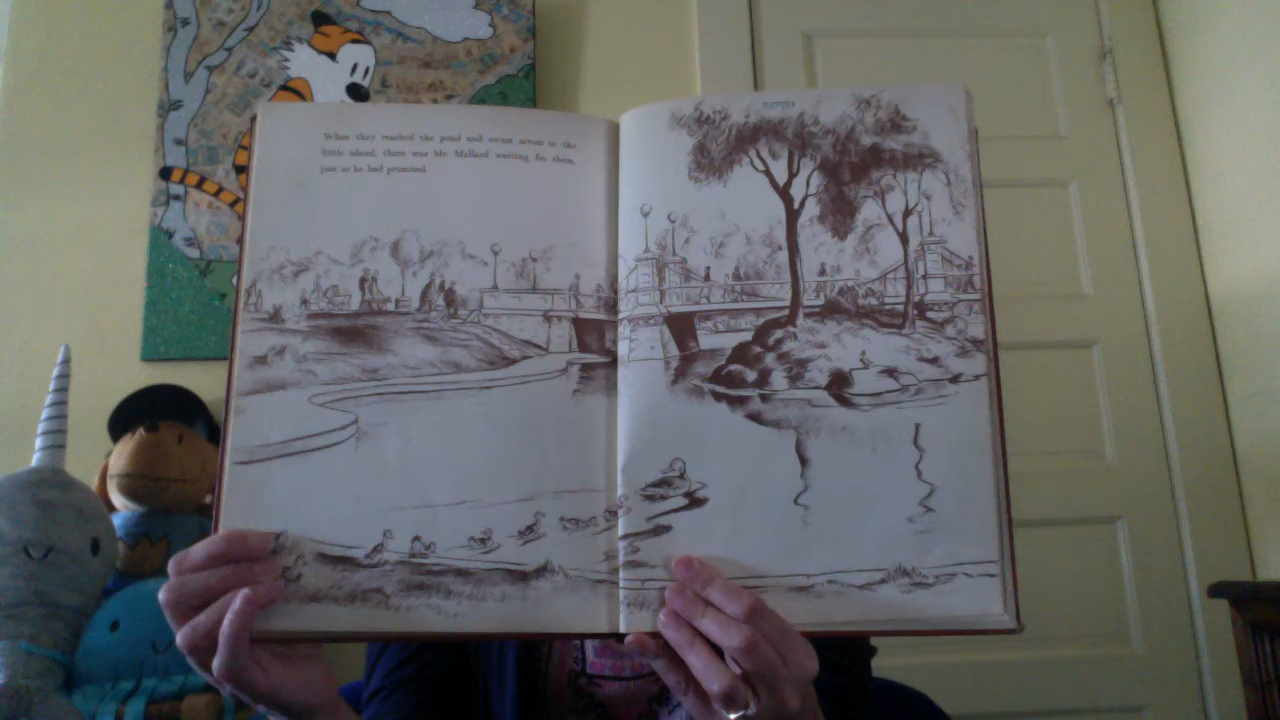 When they reached the pond and swam across to the
little island, there was Mr. Mallard waiting for them,
just as he had promised.